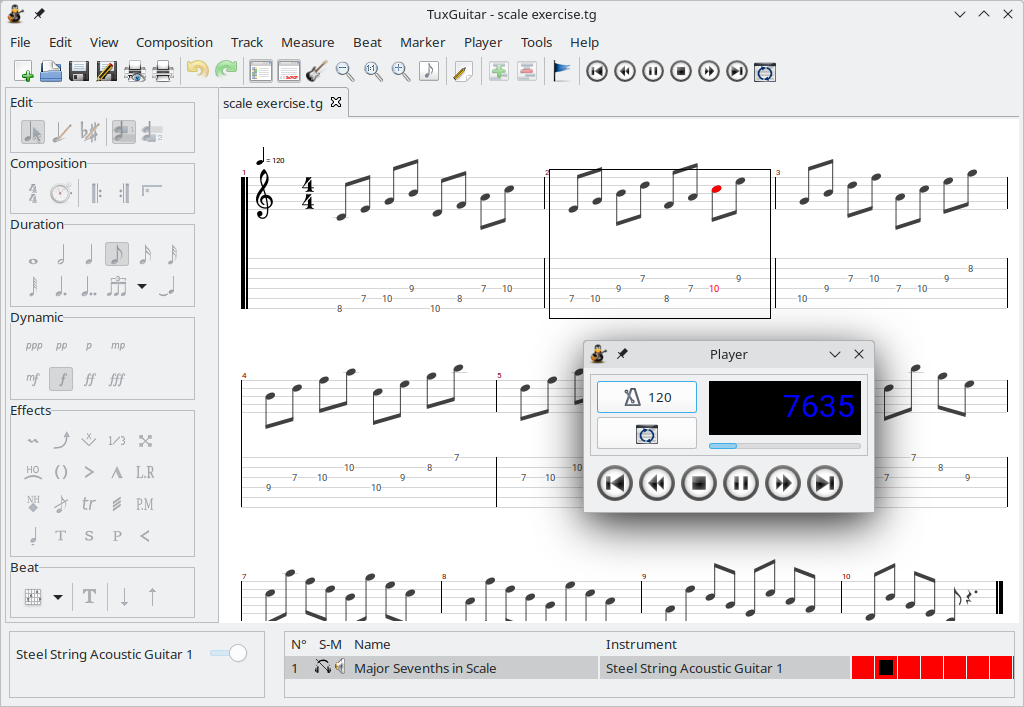 TuxGuitar - scale exercise.tg
File Edit View Composition Track Measure Beat Marker Player Tools Help
scale exercise.tg
Edit
Composition
Duration
Dynamic
ppp pp p mp
mf f ff fff
Effects
1/3
HO ( ) > L.R
NH tr P.M
T S P <
Beat
T
= 120
1 2 3
4 4
8 7 10 9 10 8 7 10 7 10 9 7 8 7 10 9 10 9 7 10 7 10 9 8
4 5
9 7 10 10 10 9 8 7 7 10 10 7 7 8 9
7 8 9 10
Player
120
7635
Steel String Acoustic Guitar 1
N° S-M Name Instrument
1 Major Sevenths in Scale Steel String Acoustic Guitar 1